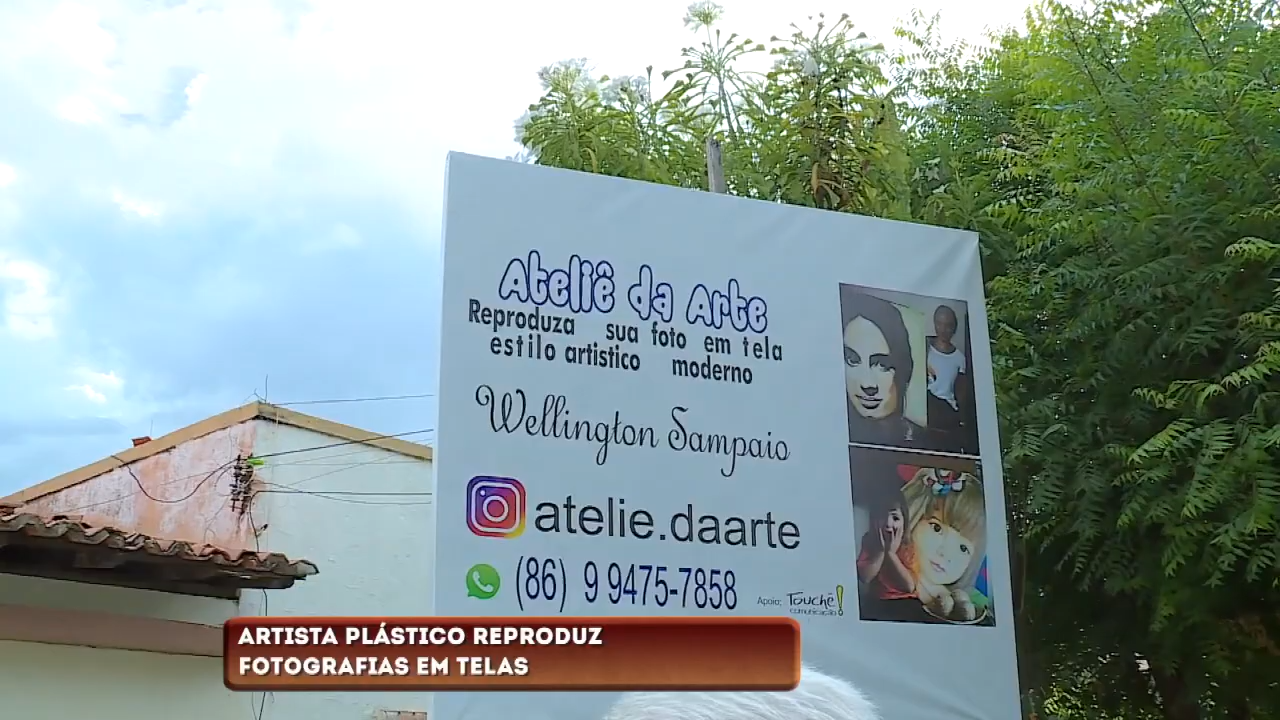 Ateliê da Arte
Reproduza sua foto em tela
estilo artistico moderno
Wellington Sampaio
atelie.daarte
(86) 9 9475-7858
Apoio: Touché!
comunicação
ARTISTA PLÁSTICO REPRODUZ
FOTOGRAFIAS EM TELAS